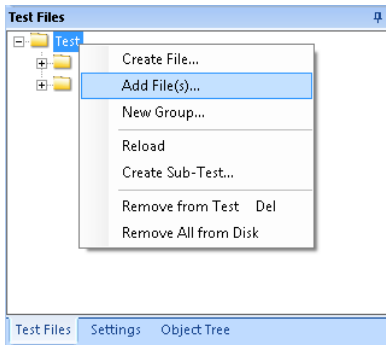 Test Files
Test
Create File...
Add File(s)...
New Group...
Reload
Create Sub-Test...
Remove from Test Del
Remove All from Disk
Test Files Settings Object Tree